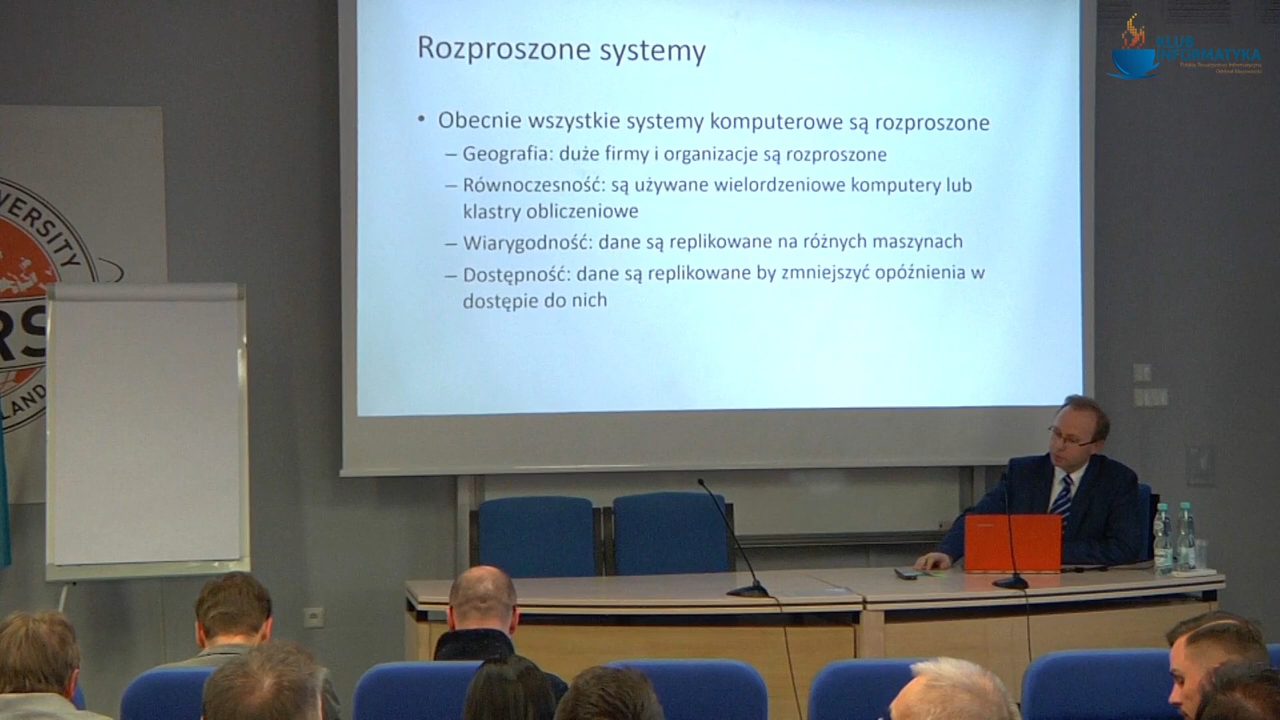 Rozproszone systemy
• Obecnie wszystkie systemy komputerowe są rozproszone
– Geografia: duże firmy i organizacje są rozproszone
– Równoczesność: są używane wielordzeniowe komputery lub
klastry obliczeniowe
– Wiarygodność: dane są replikowane na różnych maszynach
– Dostępność: dane są replikowane by zmniejszyć opóźnienia w
dostępie do nich
KLUB
INFORMATYKA